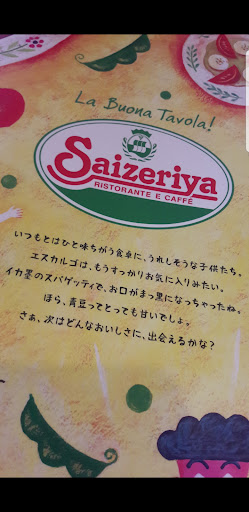 La Buona Tavola!
Saizeriya
RISTORANTE E CAFFÉ
いつもとはひと味ちがう食卓に、うれしそうな子供たち。
エスカルゴは、もうすっかりお気に入りみたい。
イカ墨のスパゲッティで、お口がまっ黒になっちゃったね。
ほら、青豆ってとっても甘いでしょ。
さぁ、次はどんなおいしさに、出会えるかな？